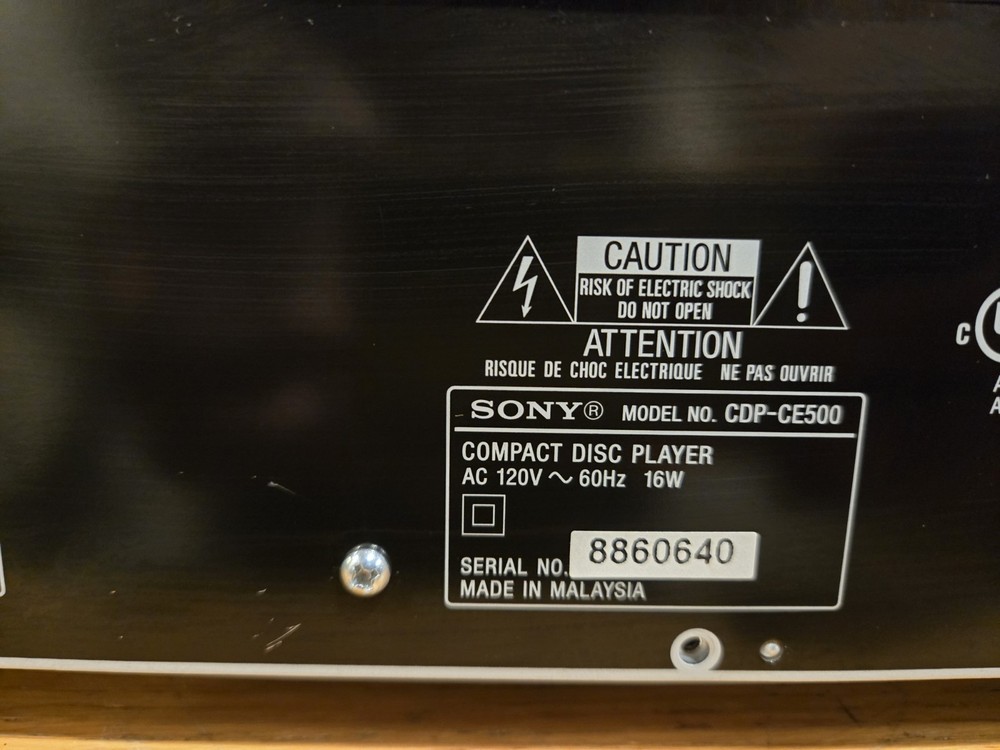 CAUTION
RISK OF ELECTRIC SHOCK
DO NOT OPEN
ATTENTION
RISQUE DE CHOC ELECTRIQUE NE PAS OUVRIR
SONY® MODEL NO. CDP-CE500
COMPACT DISC PLAYER
AC 120V ~ 60Hz 16W
SERIAL NO. 8860640
MADE IN MALAYSIA
C